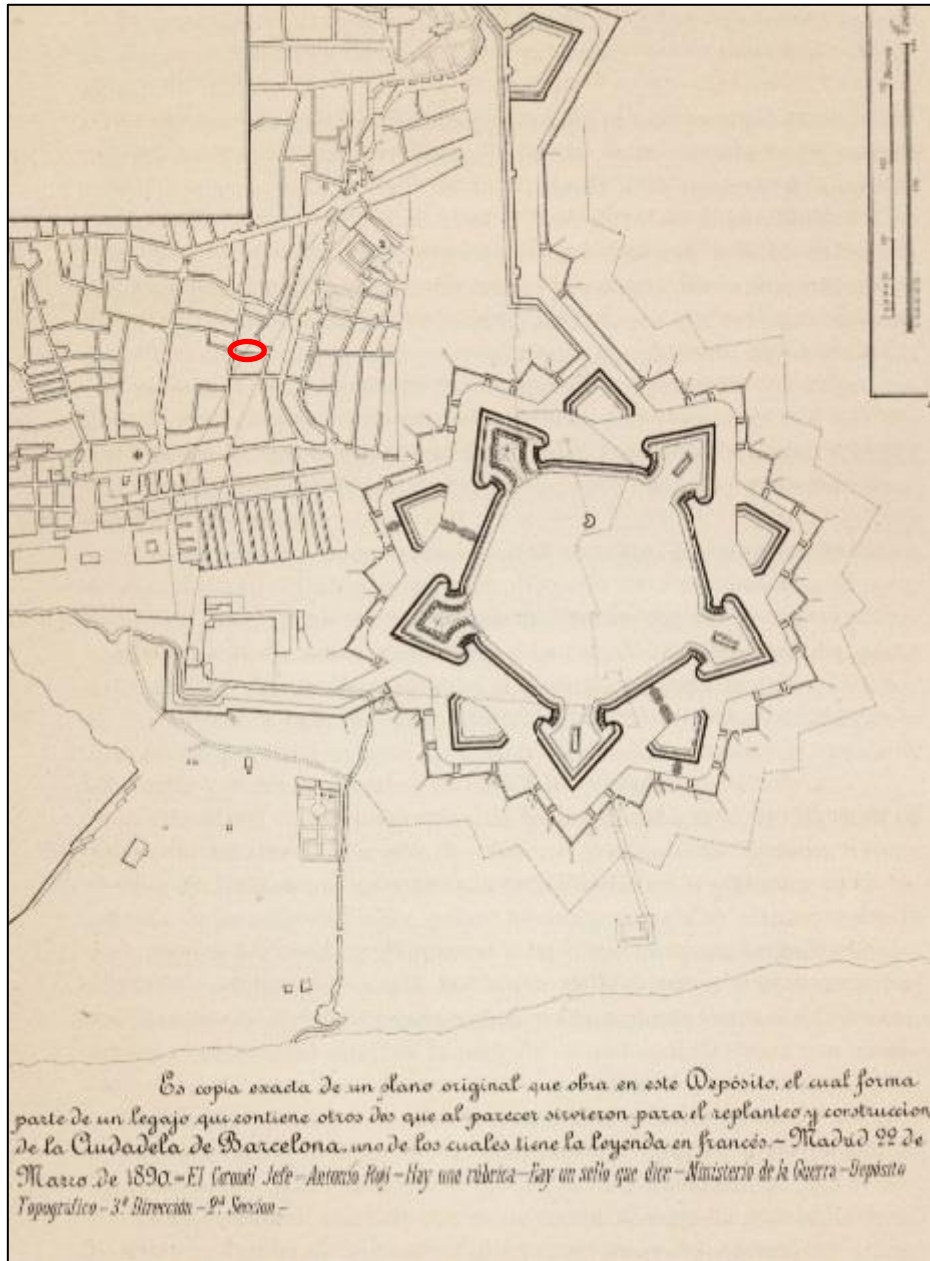 Es copia exacta de un plano original que obra en este Depósito, el cual forma
parte de un legajo que contiene otros dos que al parecer sirvieron para el replanteo y construccion
de la Ciudadela de Barcelona, uno de los cuales tiene la leyenda en francés.- Madrid 22 de
Marzo de 1890.-El Coronél Jefe-Antonio -Hay una rúbrica-Hay un sello que dice-Ministerio de la Guerra-Depósito
Topográfico-3ª Dirección-2ª Seccion-